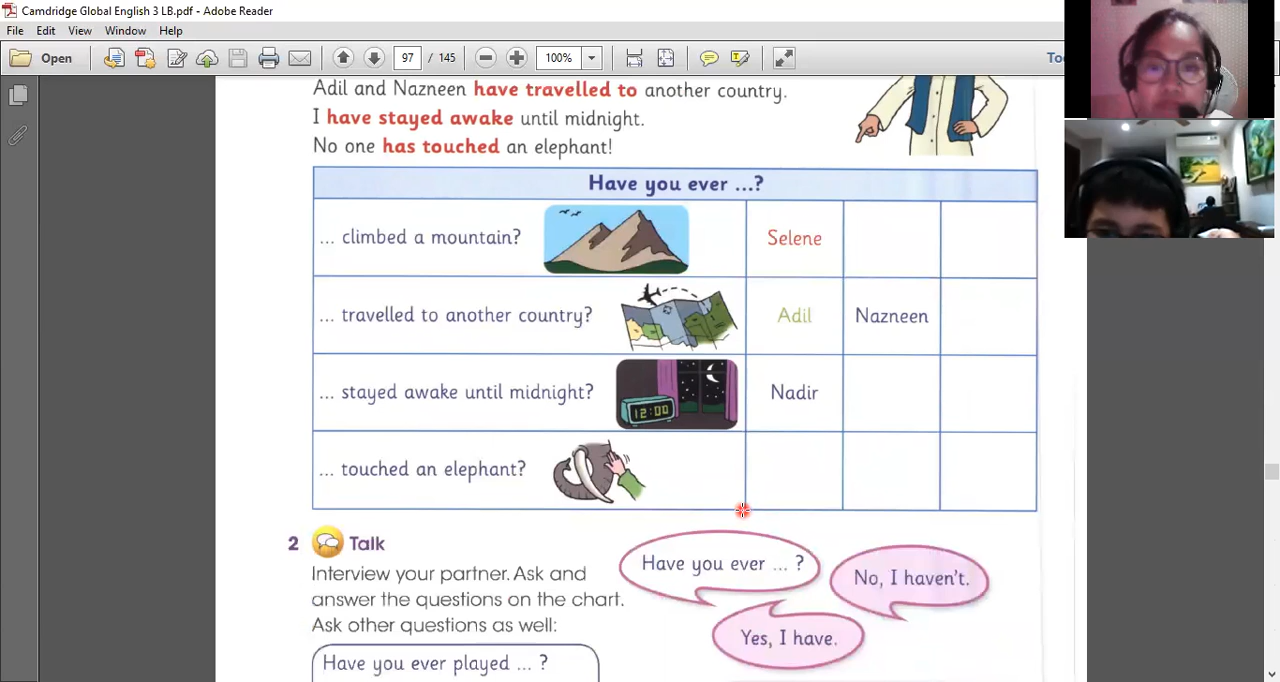 Camdridge Global English 3 LB.pdf - Adobe Reader
File Edit View Window Help
Open 97 / 145 100% To
Adil and Nazneen have travelled to another country.
I have stayed awake until midnight.
No one has touched an elephant!
Have you ever ...?
... climbed a mountain? Selene
... travelled to another country? Adil Nazneen
... stayed awake until midnight? 12:00 Nadir
... touched an elephant?
2 Talk
Interview your partner. Ask and
answer the questions on the chart.
Ask other questions as well:
Have you ever ... ?
No, I haven't.
Yes, I have.
Have you ever played ... ?